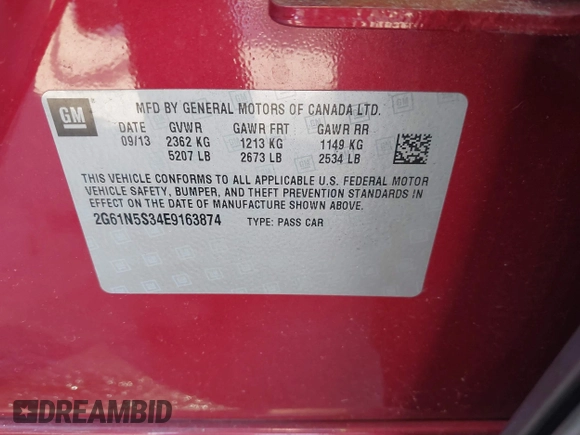 GM
MFD BY GENERAL MOTORS OF CANADA LTD.
DATE GVWR GAWR FRT GAWR RR
09/13 2362 KG 1213 KG 1149 KG
5207 LB 2673 LB 2534 LB
THIS VEHICLE CONFORMS TO ALL APPLICABLE U.S. FEDERAL MOTOR
VEHICLE SAFETY, BUMPER, AND THEFT PREVENTION STANDARDS IN
EFFECT ON THE DATE OF MANUFACTURE SHOWN ABOVE.
2G61N5S34E9163874 TYPE: PASS CAR
DREAMBID